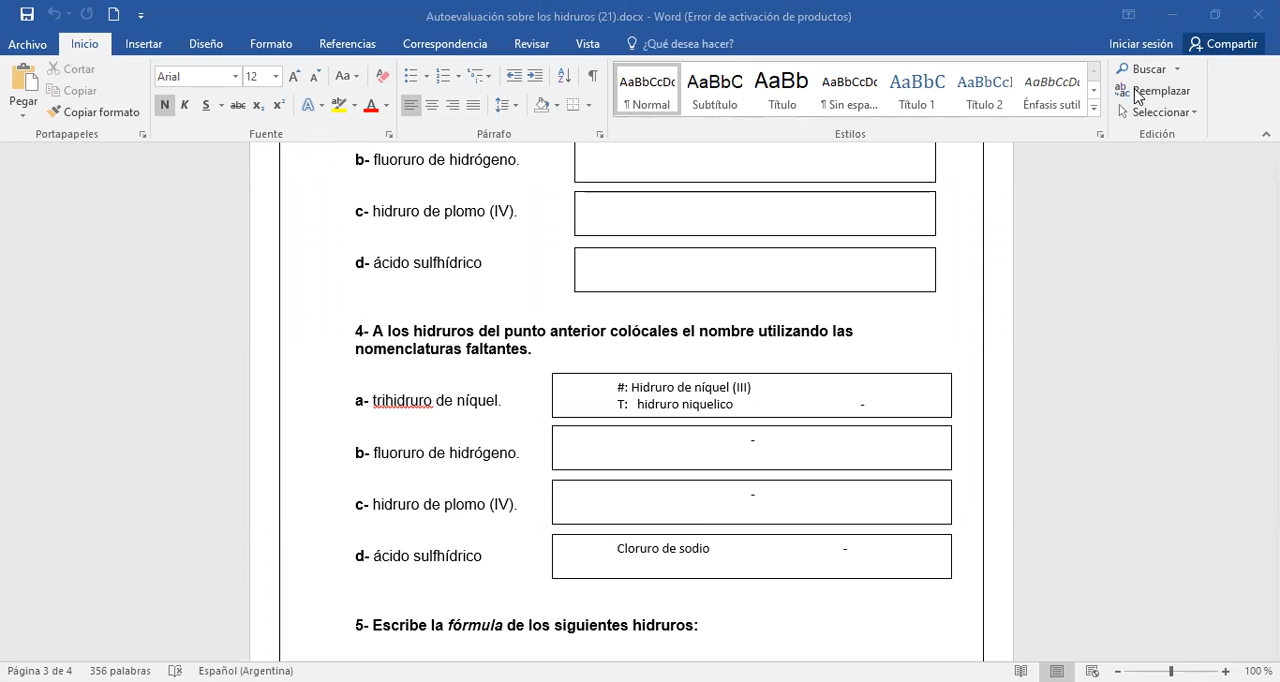 Autoevaluación sobre los hidruros (21).docx - Word (Error de activación de productos)
Archivo Inicio Insertar Diseño Formato Referencias Correspondencia Revisar Vista ¿Qué desea hacer? Iniciar sesión Compartir
Pegar
Cortar
Copiar
Copiar formato
Portapapeles
Arial 12
Aa
N K S abc x₂ x²
A A
Fuente
Párrafo
AaBbCcDc AaBbC AaBb AaBbCcDc AaBbC AaBbCcI AaBbCcDc
¶ Normal Subtítulo Título ¶ Sin espa... Título 1 Título 2 Énfasis sutil
Estilos
Buscar
Reemplazar
Seleccionar
Edición
b- fluoruro de hidrógeno.
c- hidruro de plomo (IV).
d- ácido sulfhídrico
4- A los hidruros del punto anterior colócales el nombre utilizando las
nomenclaturas faltantes.
a- trihidruro de níquel.
#: Hidruro de níquel (III)
T: hidruro niquelico -
b- fluoruro de hidrógeno.
-
c- hidruro de plomo (IV).
-
d- ácido sulfhídrico
Cloruro de sodio -
5- Escribe la fórmula de los siguientes hidruros:
Página 3 de 4 356 palabras Español (Argentina) 100 %